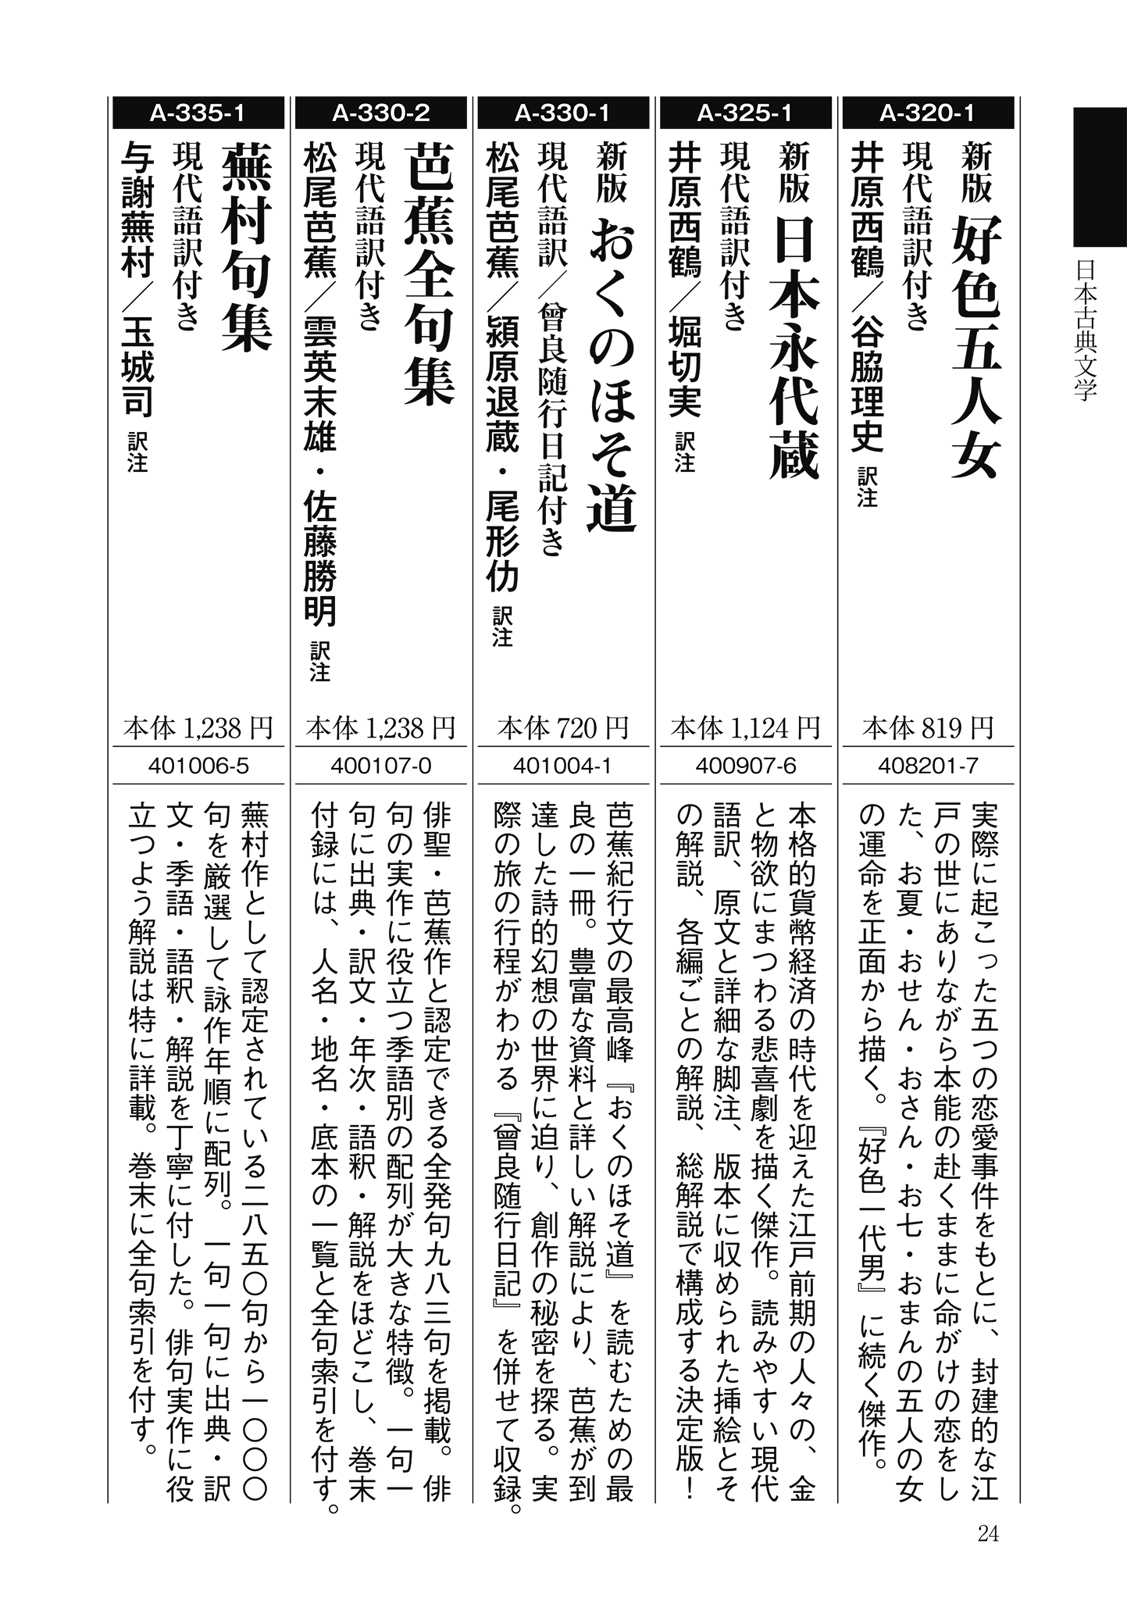 日本古典文学
A-320-1
新版 好色五人女
現代語訳付き
井原西鶴／谷脇理史 訳注
本体 819 円
408201-7
実際に起こった五つの恋愛事件をもとに、封建的な江
戸の世にありながら本能の赴くままに命がけの恋をし
た、お夏・おせん・おさん・お七・おまんの五人の女
の運命を正面から描く。『好色一代男』に続く傑作。
A-325-1
新版 日本永代蔵
現代語訳付き
井原西鶴／堀切実 訳注
本体 1,124 円
400907-6
本格的貨幣経済の時代を迎えた江戸前期の人々の、金
と物欲にまつわる悲喜劇を描く傑作。読みやすい現代
語訳、原文と詳細な脚注、版本に収められた挿絵とそ
の解説、各編ごとの解説、総解説で構成する決定版！
A-330-1
新版 おくのほそ道
現代語訳／曾良随行日記付き
松尾芭蕉／潁原退蔵・尾形仂 訳注
本体 720 円
401004-1
芭蕉紀行文の最高峰『おくのほそ道』を読むための最
良の一冊。豊富な資料と詳しい解説により、芭蕉が到
達した詩的幻想の世界に迫り、創作の秘密を探る。実
際の旅の行程がわかる『曾良随行日記』を併せて収録。
A-330-2
芭蕉全句集
現代語訳付き
松尾芭蕉／雲英末雄・佐藤勝明 訳注
本体 1,238 円
400107-0
俳聖・芭蕉作と認定できる全発句九八三句を掲載。俳
句の実作に役立つ季語別の配列が大きな特徴。一句一
句に出典・訳文・年次・語釈・解説をほどこし、巻末
付録には、人名・地名・底本の一覧と全句索引を付す。
A-335-1
蕪村句集
現代語訳付き
与謝蕪村／玉城司 訳注
本体 1,238 円
401006-5
蕪村作として認定されている二八五〇句から一〇〇〇
句を厳選して詠作年順に配列。一句一句に出典・訳
文・季語・語釈・解説を丁寧に付した。俳句実作に役
立つよう解説は特に詳載。巻末に全句索引を付す。
24